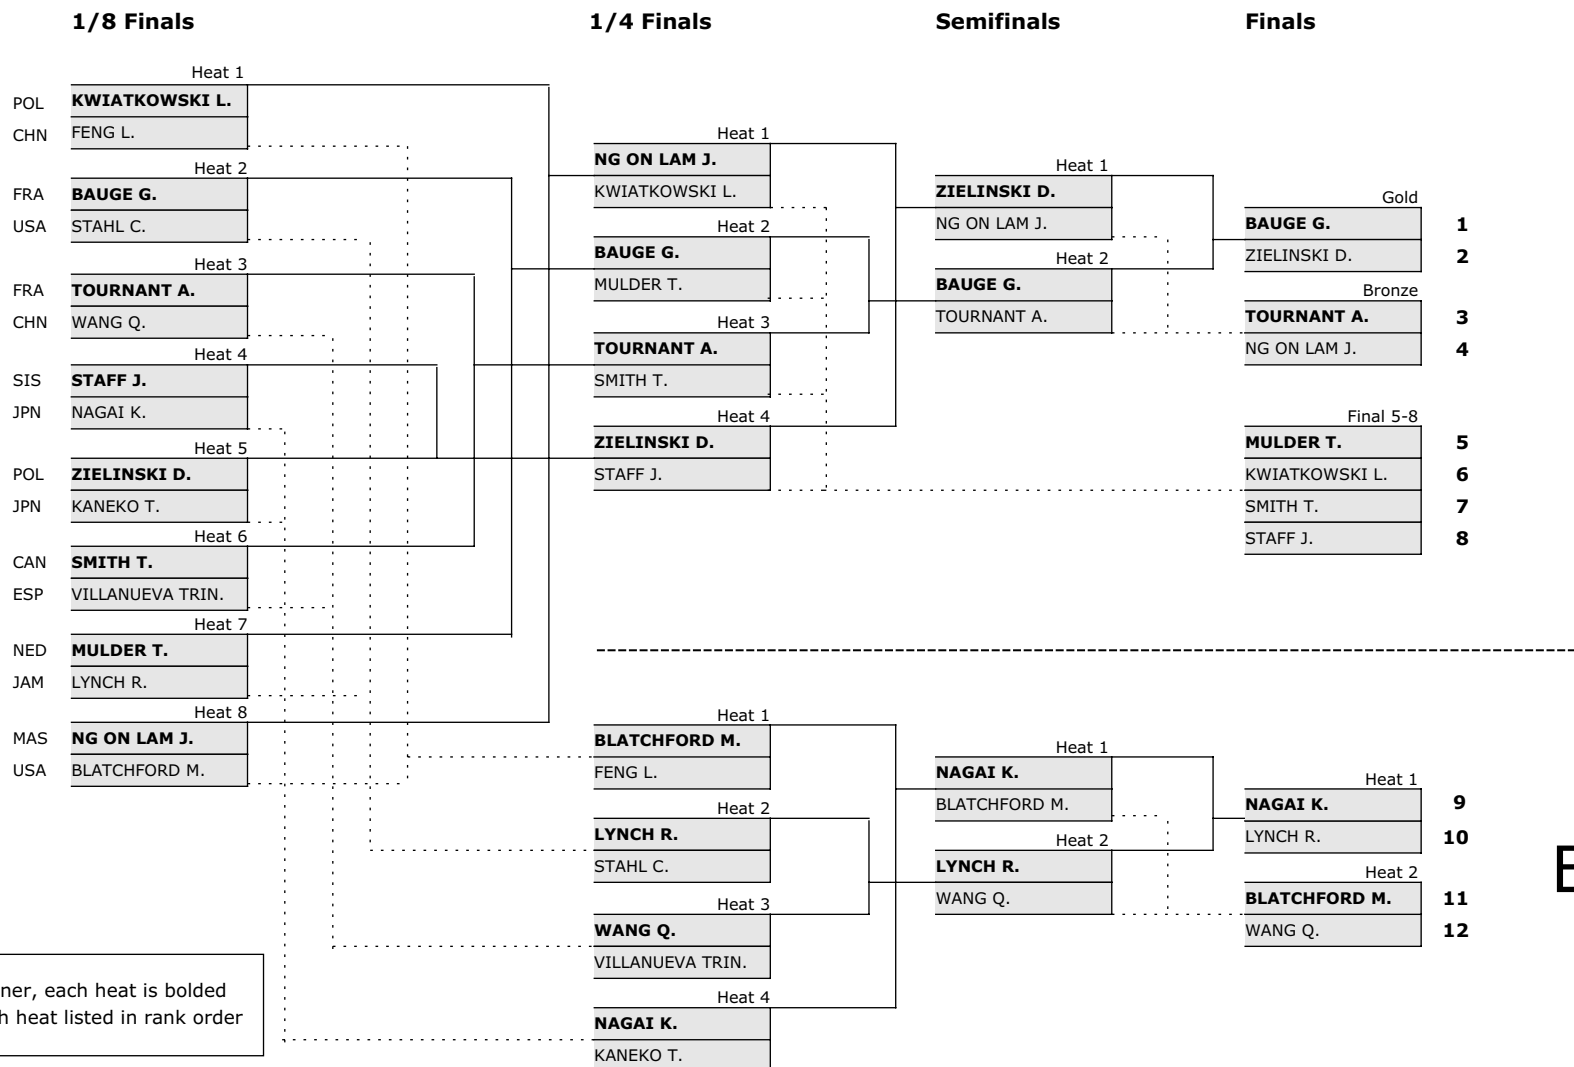 1/8 Finals
1/4 Finals
Semifinals
Finals
Heat 1
POL KWIATKOWSKI L.
CHN FENG L.
Heat 2
FRA BAUGE G.
USA STAHL C.
Heat 3
FRA TOURNANT A.
CHN WANG Q.
Heat 4
SIS STAFF J.
JPN NAGAI K.
Heat 5
POL ZIELINSKI D.
JPN KANEKO T.
Heat 6
CAN SMITH T.
ESP VILLANUEVA TRIN.
Heat 7
NED MULDER T.
JAM LYNCH R.
Heat 8
MAS NG ON LAM J.
USA BLATCHFORD M.
Heat 1
NG ON LAM J.
KWIATKOWSKI L.
Heat 2
BAUGE G.
MULDER T.
Heat 3
TOURNANT A.
SMITH T.
Heat 4
ZIELINSKI D.
STAFF J.
Heat 1
ZIELINSKI D.
NG ON LAM J.
Heat 2
BAUGE G.
TOURNANT A.
Gold
BAUGE G. 1
ZIELINSKI D. 2
Bronze
TOURNANT A. 3
NG ON LAM J. 4
Final 5-8
MULDER T. 5
KWIATKOWSKI L. 6
SMITH T. 7
STAFF J. 8
Heat 1
BLATCHFORD M.
FENG L.
Heat 2
LYNCH R.
STAHL C.
Heat 3
WANG Q.
VILLANUEVA TRIN.
Heat 4
NAGAI K.
KANEKO T.
Heat 1
NAGAI K.
BLATCHFORD M.
Heat 2
LYNCH R.
WANG Q.
Heat 1
NAGAI K. 9
LYNCH R. 10
Heat 2
BLATCHFORD M. 11
WANG Q. 12
each heat is bolded
heat listed in rank order